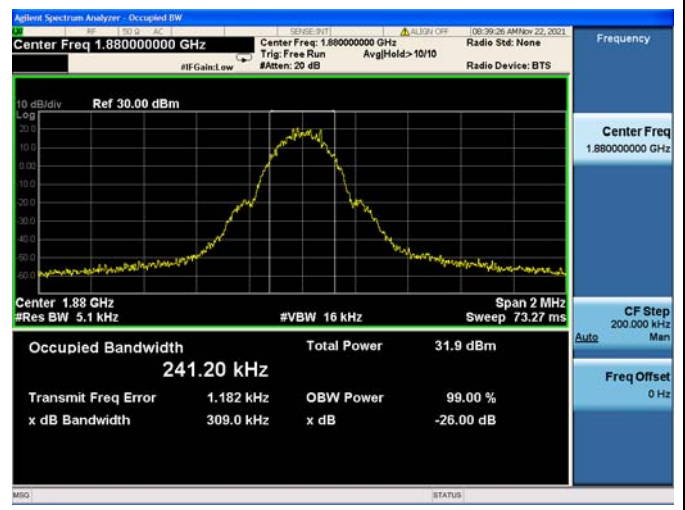 Agilent Spectrum Analyzer - Occupied BW
RF 50 Ω AC SENSE:INT ALIGN OFF 08:39:26 AM Nov 22, 2021
Center Freq 1.880000000 GHz Center Freq: 1.880000000 GHz Radio Std: None Frequency
Trig: Free Run Avg|Hold:> 10/10
#IFGain:Low #Atten: 20 dB Radio Device: BTS
10 dB/div Ref 30.00 dBm
Log
20.0
10.0
0.00
-10.0
-20.0
-30.0
-40.0
-50.0
-60.0
Center Freq
1.880000000 GHz
Center 1.88 GHz Span 2 MHz
#Res BW 5.1 kHz #VBW 16 kHz Sweep 73.27 ms
CF Step
200.000 kHz
Auto Man
Occupied Bandwidth Total Power 31.9 dBm
241.20 kHz
Freq Offset
0 Hz
Transmit Freq Error 1.182 kHz OBW Power 99.00 %
x dB Bandwidth 309.0 kHz x dB -26.00 dB
MSG STATUS